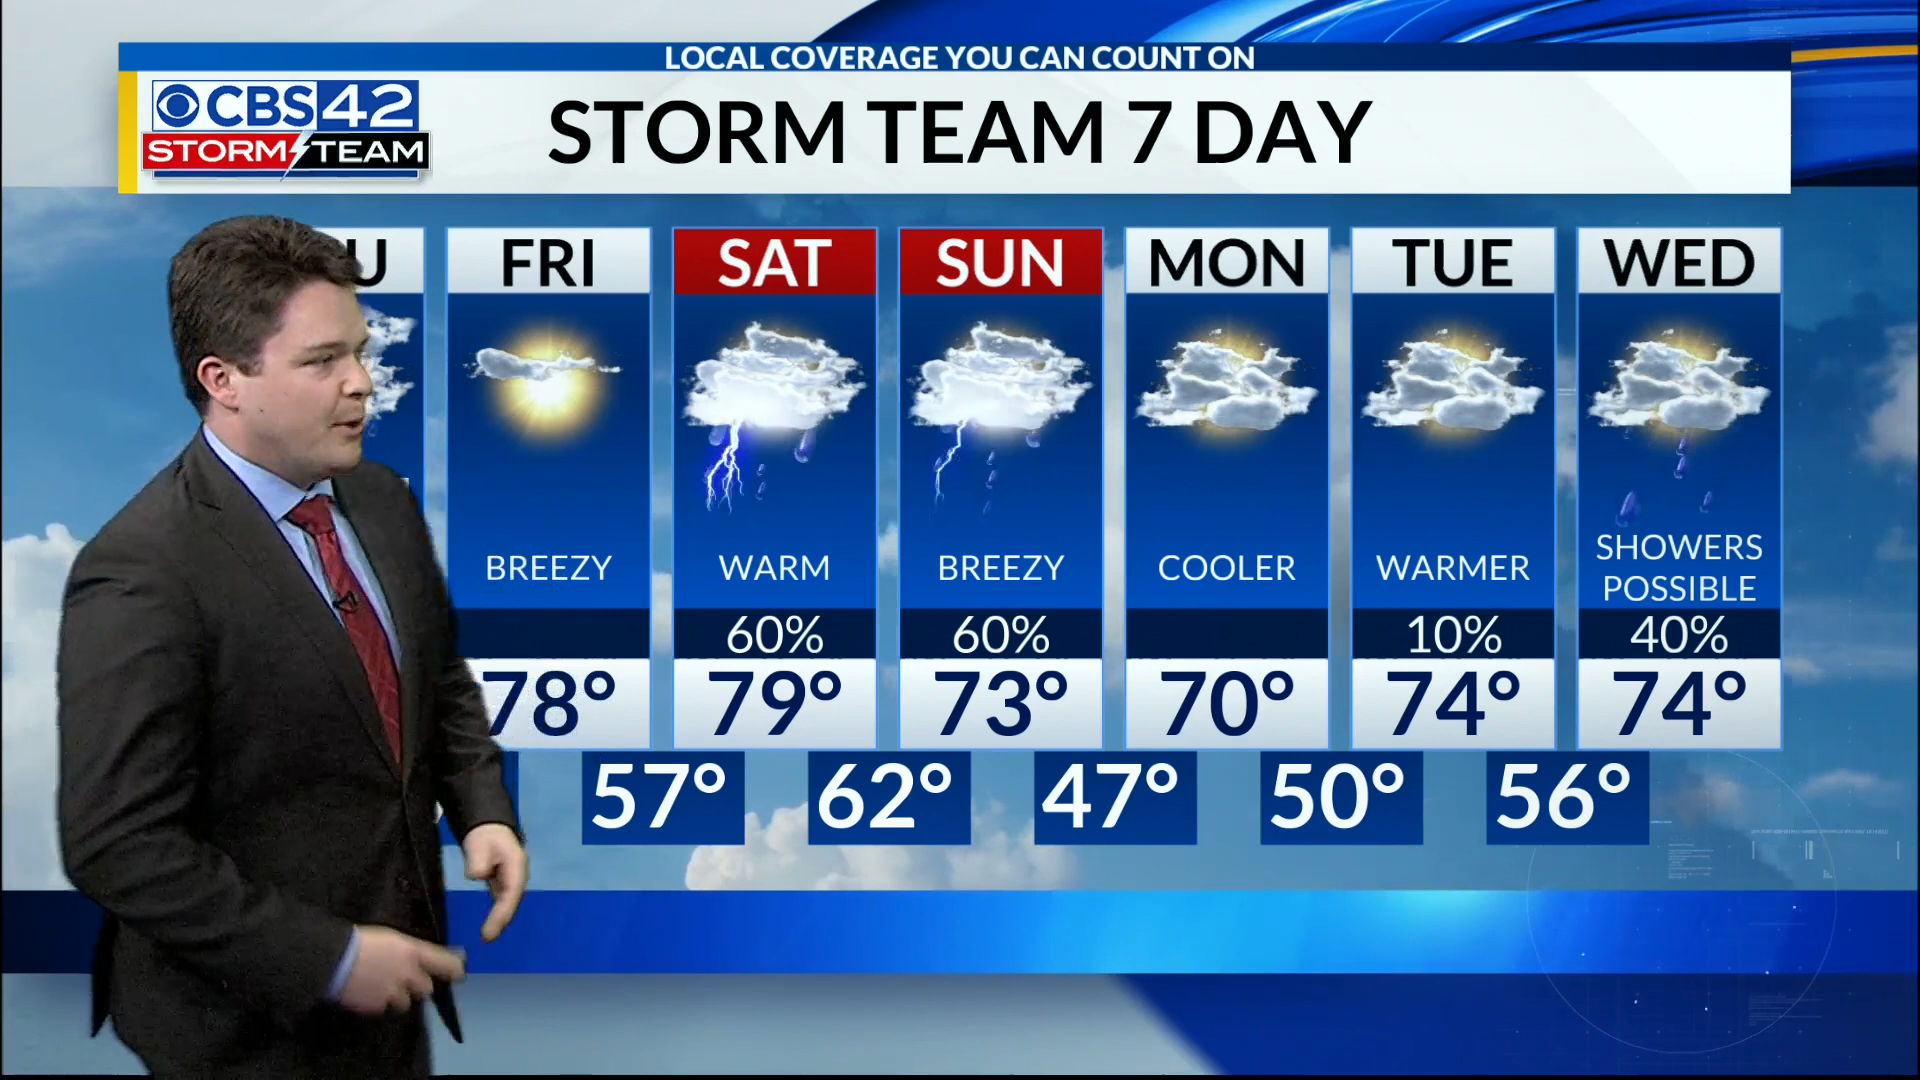 LOCAL COVERAGE YOU CAN COUNT ON
CBS 42
STORM TEAM
STORM TEAM 7 DAY
U FRI SAT SUN MON TUE WED
BREEZY WARM BREEZY COOLER WARMER SHOWERS POSSIBLE
60% 60% 10% 40%
78° 79° 73° 70° 74° 74°
57° 62° 47° 50° 56°